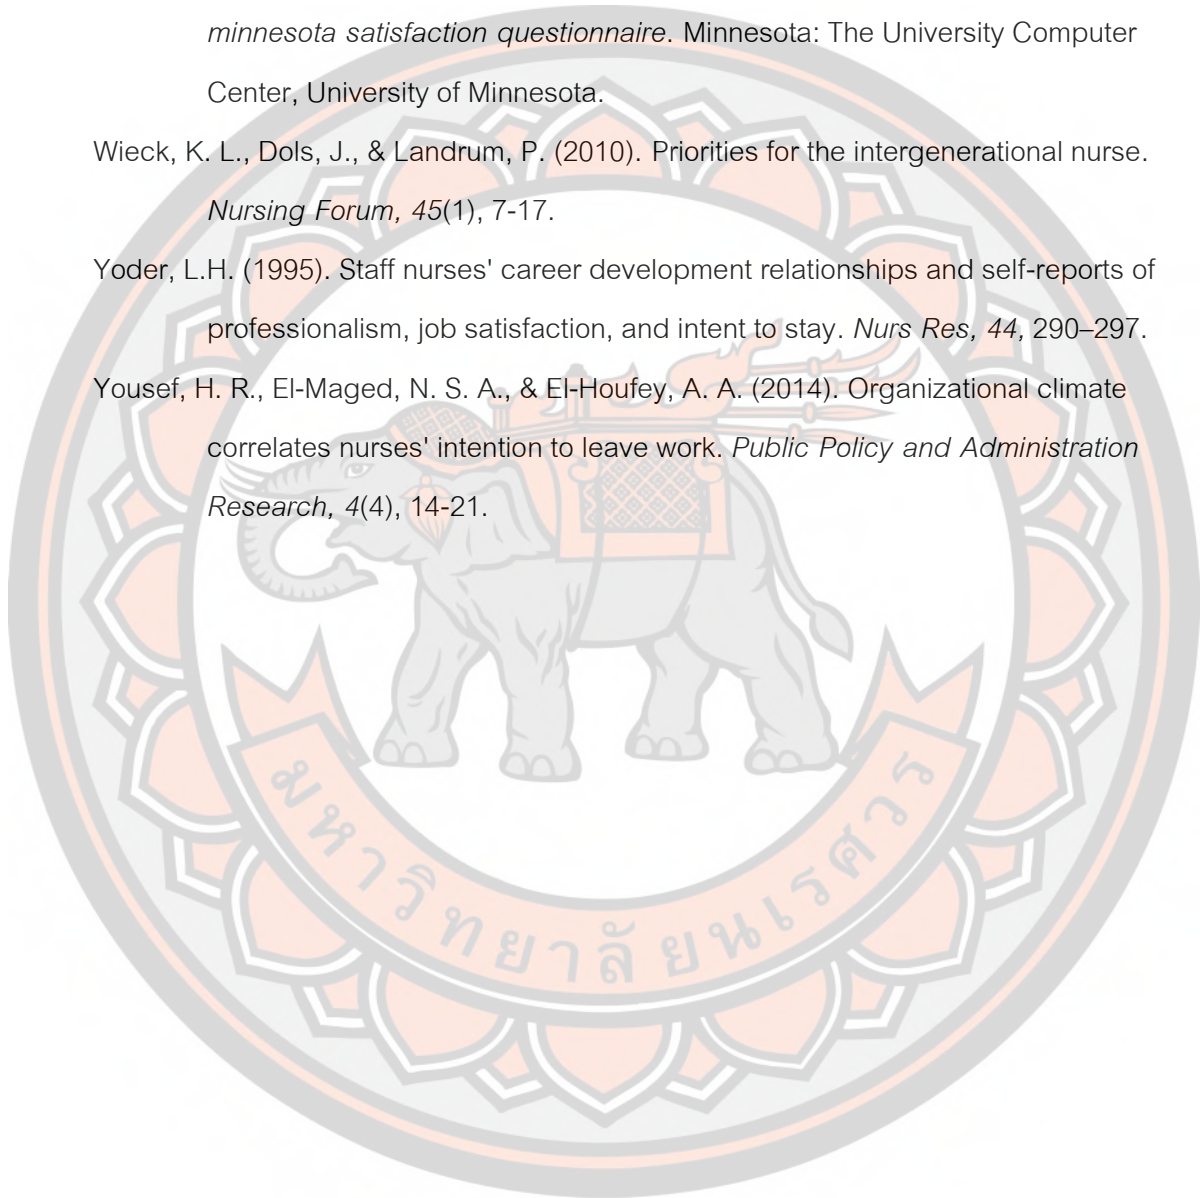 minnesota satisfaction questionnaire. Minnesota: The University Computer
Center, University of Minnesota.
Wieck, K. L., Dols, J., & Landrum, P. (2010). Priorities for the intergenerational nurse.
Nursing Forum, 45(1), 7-17.
Yoder, L.H. (1995). Staff nurses' career development relationships and self-reports of
professionalism, job satisfaction, and intent to stay. Nurs Res, 44, 290–297.
Yousef, H. R., El-Maged, N. S. A., & El-Houfey, A. A. (2014). Organizational climate
correlates nurses' intention to leave work. Public Policy and Administration
Research, 4(4), 14-21.
มหาวิทยาลัยนเรศวร